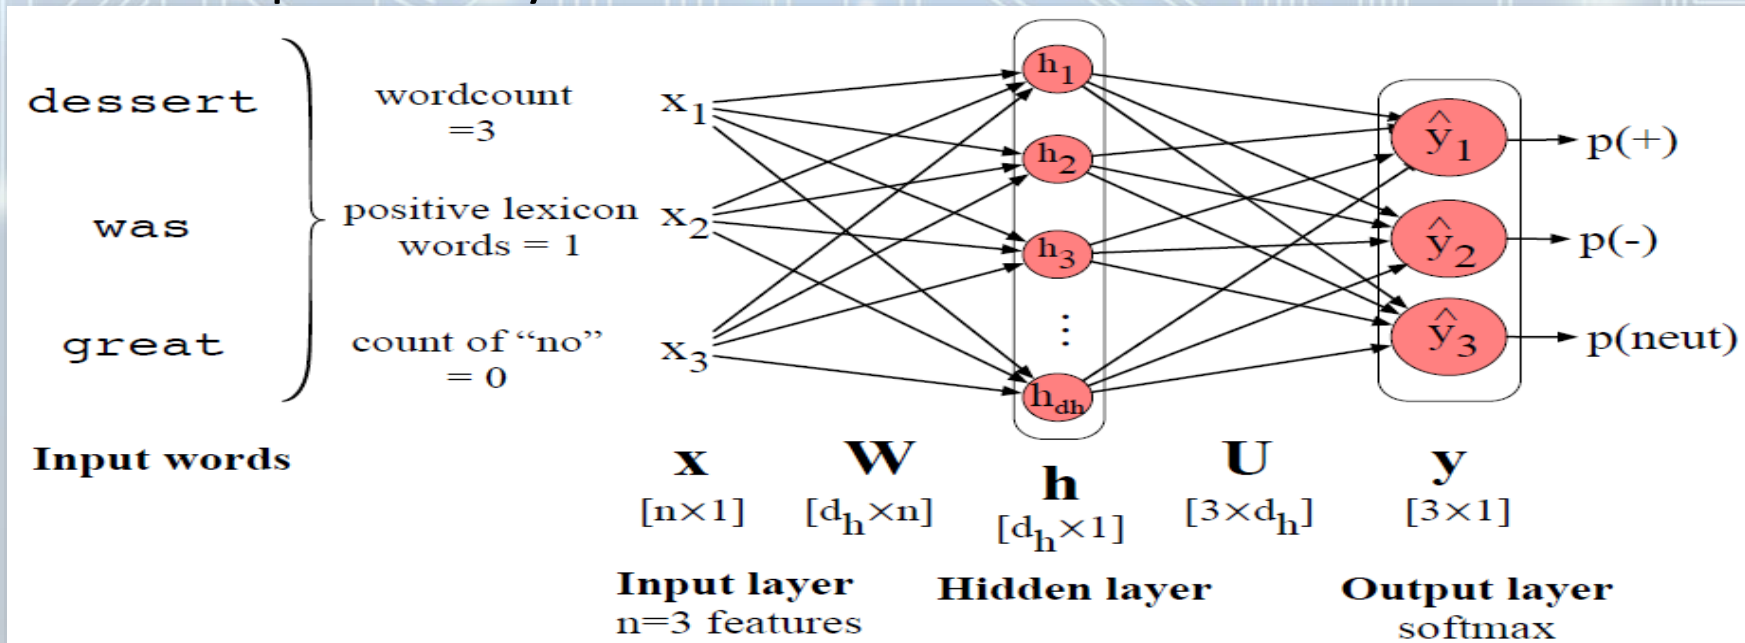 dessert
was
great
Input words
wordcount
=3
positive lexicon
words = 1
count of “no”
= 0
x1
x2
x3
h1
h2
h3
⋮
hdh
ŷ1
ŷ2
ŷ3
p(+)
p(-)
p(neut)
x
[n×1]
W
[dh×n]
h
[dh×1]
U
[3×dh]
y
[3×1]
Input layer
n=3 features
Hidden layer
Output layer
softmax